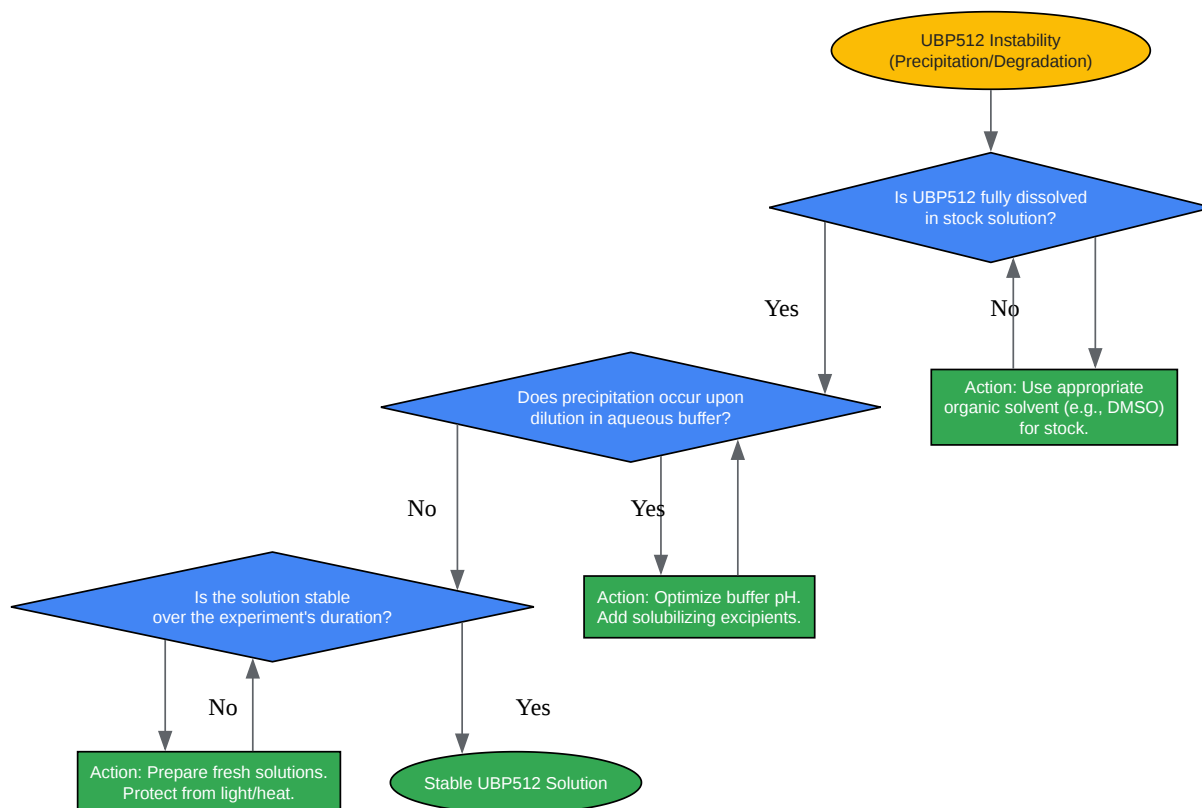 UBP512 Instability
(Precipitation/Degradation)
Is UBP512 fully dissolved
in stock solution?
Yes
No
Action: Use appropriate
organic solvent (e.g., DMSO)
for stock.
Does precipitation occur upon
dilution in aqueous buffer?
No
Yes
Action: Optimize buffer pH.
Add solubilizing excipients.
Is the solution stable
over the experiment's duration?
No
Yes
Action: Prepare fresh solutions.
Protect from light/heat.
Stable UBP512 Solution